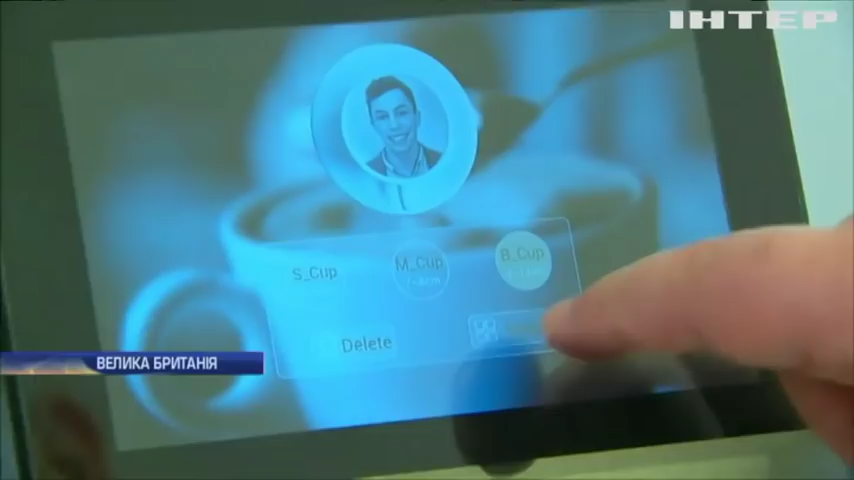 ІНТЕР
S_Cup
M_Cup
B_Cup
Delete
ВЕЛИКА БРИТАНІЯ